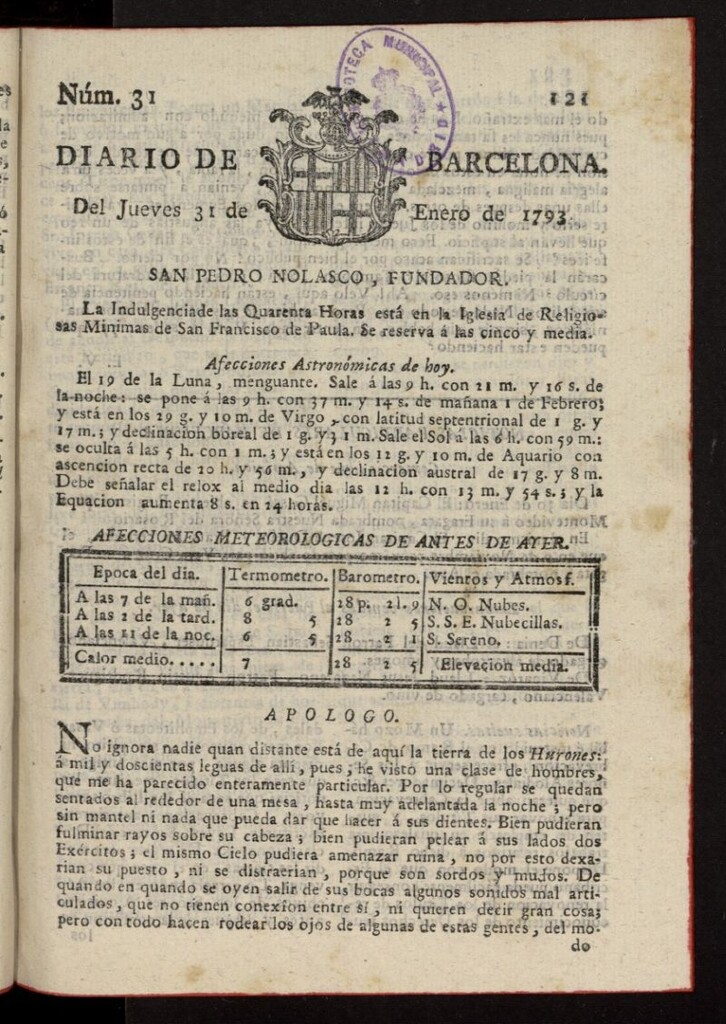 Núm. 31
121
DIARIO DE BARCELONA.
Del Jueves 31 de Enero de 1793
SAN PEDRO NOLASCO, FUNDADOR.
La Indulgenciade las Quarenta Horas está en la Iglesia de Religio-
sas Minimas de San Francisco de Paula. Se reserva á las cinco y media.
Afecciones Astronómicas de hoy.
El 19 de la Luna, menguante. Sale á las 9 h. con 21 m. y 16 s. de
la noche: se pone á las 9 h. con 37 m. y 14 s. de mañana 1 de Febrero;
y está en los 29 g. y 10 m. de Virgo, con latitud septentrional de 1 g. y
17 m.; y declinacion boreal de 1 g. y 31 m. Sale el Sol á las 6 h. con 59 m.:
se oculta á las 5 h. con 1 m.; y está en los 12 g. y 10 m. de Aquario con
ascencion recta de 20 h. y 56 m., y declinacion austral de 17 g. y 8 m.
Debe señalar el relox al medio dia las 12 h. con 13 m. y 54 s.; y la
Equacion aumenta 8 s. en 24 horas.
AFECCIONES METEOROLOGICAS DE ANTES DE AYER.
Epoca del dia. Termometro. Barometro. Vientos y Atmosf.
A las 7 de la mañ. 6 grad. 28 p. 2 l. 9 N. O. Nubes.
A las 2 de la tard. 8 5 28 2 5 S. S. E. Nubecillas.
A las 11 de la noc. 6 5 28 2 1 S. Sereno.
Calor medio..... 7 28 2 5 Elevacion media.
APOLOGO.
No ignora nadie quan distante está de aquí la tierra de los Hurones:
á mil y doscientas leguas de alli, pues, he visto una clase de hombres,
que me ha parecido enteramente particular. Por lo regular se quedan
sentados al rededor de una mesa, hasta muy adelantada la noche; pero
sin mantel ni nada que pueda dar que hacer á sus dientes. Bien pudieran
fulminar rayos sobre su cabeza; bien pudieran pelear á sus lados dos
Exércitos; el mismo Cielo pudiera amenazar ruina, no por esto dexa-
rian su puesto, ni se distraerian, porque son sordos y mudos. De
quando en quando se oyen salir de sus bocas algunos sonidos mal arti-
culados, que no tienen conexîon entre sí, ni quieren decir gran cosa;
pero con todo hacen rodear los ojos de algunas de estas gentes, del mo-
do